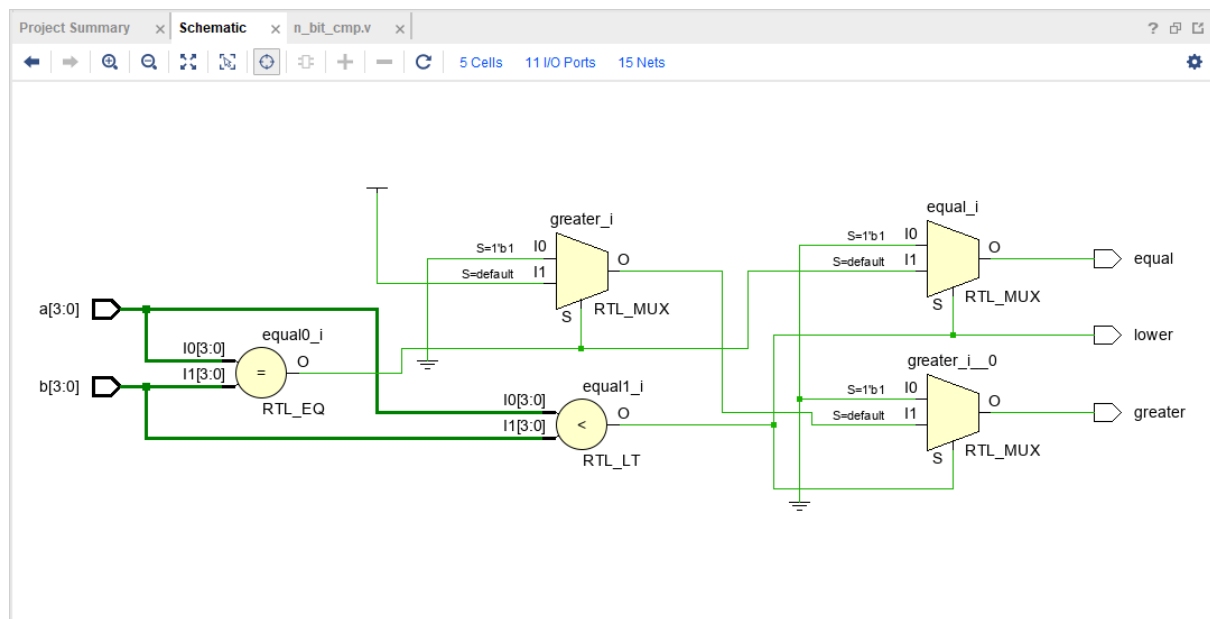 Project Summary
Schematic
n_bit_cmp.v
?
5 Cells
11 I/O Ports
15 Nets
greater_i
S=1'b1
I0
S=default
I1
O
S
RTL_MUX
equal_i
S=1'b1
I0
S=default
I1
O
S
RTL_MUX
equal
a[3:0]
equal0_i
I0[3:0]
I1[3:0]
=
O
RTL_EQ
b[3:0]
lower
equal1_i
I0[3:0]
I1[3:0]
<
O
RTL_LT
greater_i__0
S=1'b1
I0
S=default
I1
O
S
RTL_MUX
greater